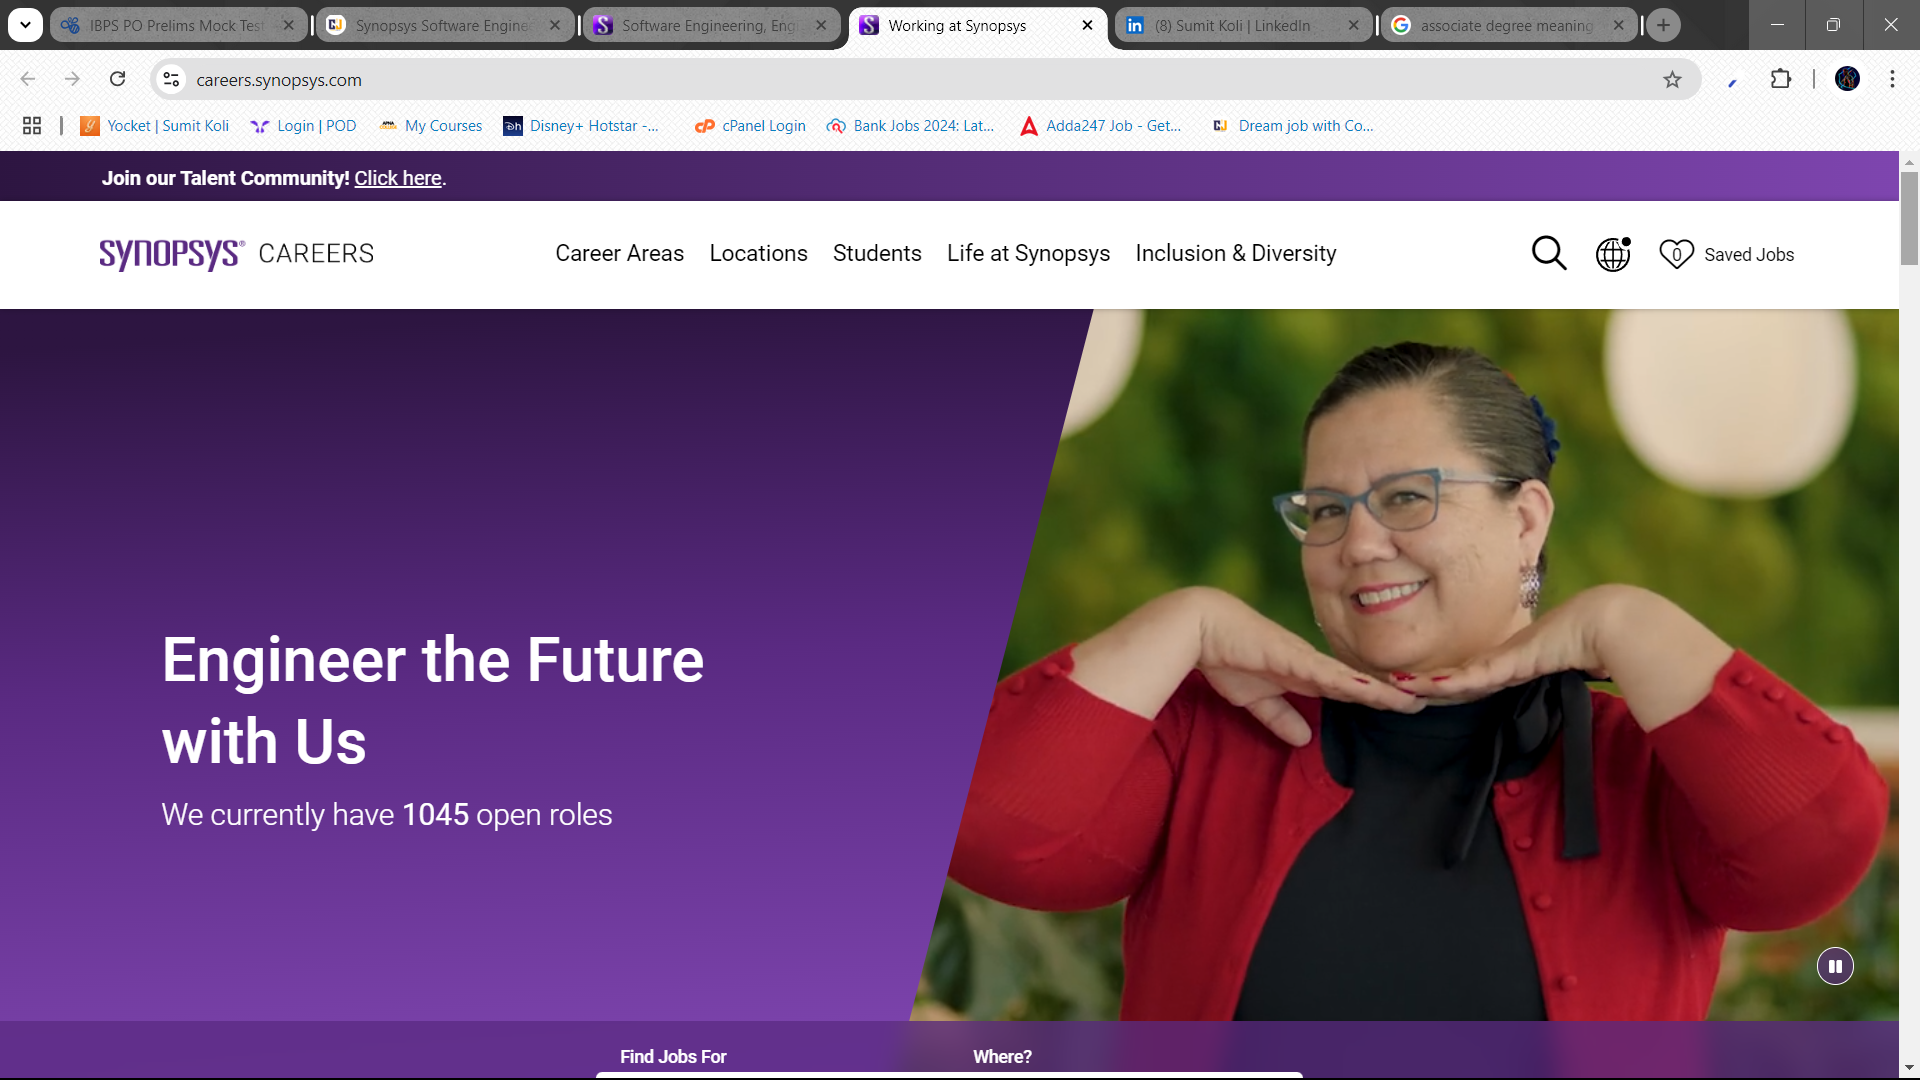 IBPS PO Prelims Mock Test
Synopsys Software Engine
Software Engineering, Eng
Working at Synopsys
(8) Sumit Koli | LinkedIn
associate degree meaning
careers.synopsys.com
Yocket | Sumit Koli
Login | POD
My Courses
Disney+ Hotstar -...
cPanel Login
Bank Jobs 2024: Lat...
Adda247 Job - Get...
Dream job with Co...
Join our Talent Community! Click here.
SYNOPSYS® CAREERS
Career Areas
Locations
Students
Life at Synopsys
Inclusion & Diversity
0
Saved Jobs
Engineer the Future
with Us
We currently have 1045 open roles
Find Jobs For
Where?